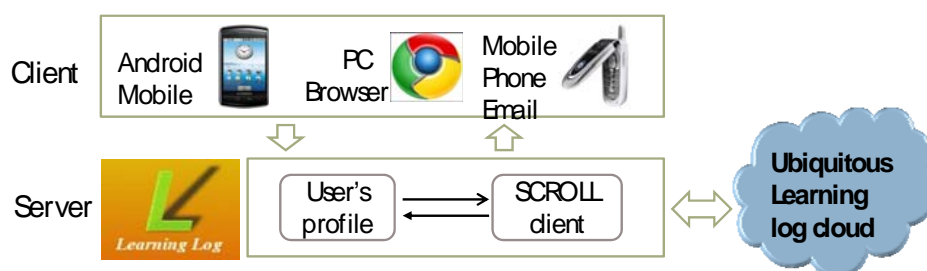 Client
Android
Mobile
PC
Browser
Mobile
Phone
Email
Server
Learning Log
User's
profile
SCROLL
client
Ubiquitous
Learning
log cloud